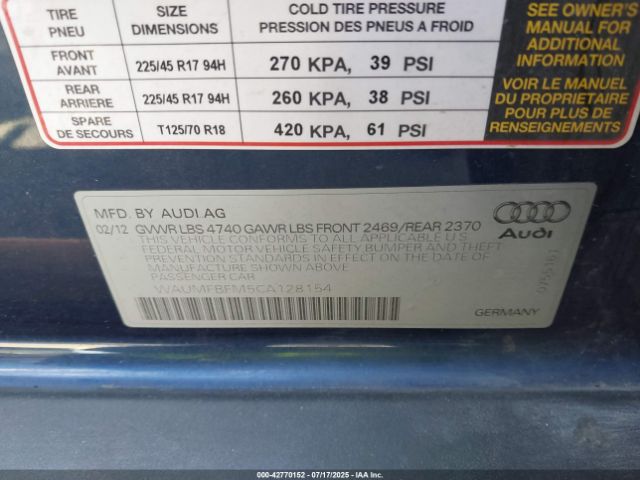 TIRE SIZE COLD TIRE PRESSURE
PNEU DIMENSIONS PRESSION DES PNEUS A FROID
FRONT
AVANT 225/45 R17 94H 270 KPA, 39 PSI
REAR
ARRIERE 225/45 R17 94H 260 KPA, 38 PSI
SPARE
DE SECOURS T125/70 R18 420 KPA, 61 PSI
SEE OWNER'S
MANUAL FOR
ADDITIONAL
INFORMATION
VOIR LE MANUEL
DU PROPRIETAIRE
POUR PLUS DE
RENSEIGNEMENTS
MFD. BY AUDI AG
02/12 GVWR LBS 4740 GAWR LBS FRONT 2469/REAR 2370
THIS VEHICLE CONFORMS TO ALL APPLICABLE U.S.
FEDERAL MOTOR VEHICLE SAFETY BUMPER AND THEFT
PREVENTION STANDARDS IN EFFECT ON THE DATE OF
MANUFACTURE SHOWN ABOVE
PASSENGER CAR
WAUMFBFM5CA128154
Audi
GERMANY
000-42770152 - 07/17/2025 - IAAI.COM